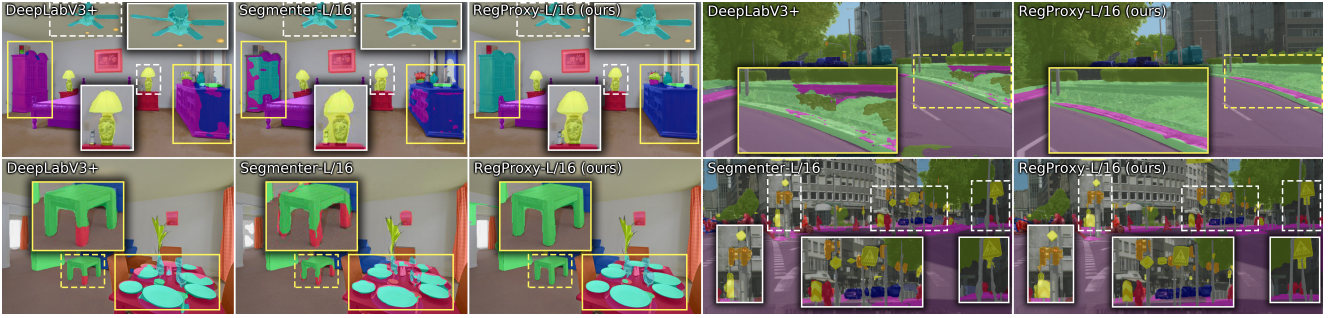 DeepLabV3+
Segmenter-L/16
RegProxy-L/16 (ours)
DeepLabV3+
RegProxy-L/16 (ours)
DeepLabV3+
Segmenter-L/16
RegProxy-L/16 (ours)
Segmenter-L/16
RegProxy-L/16 (ours)